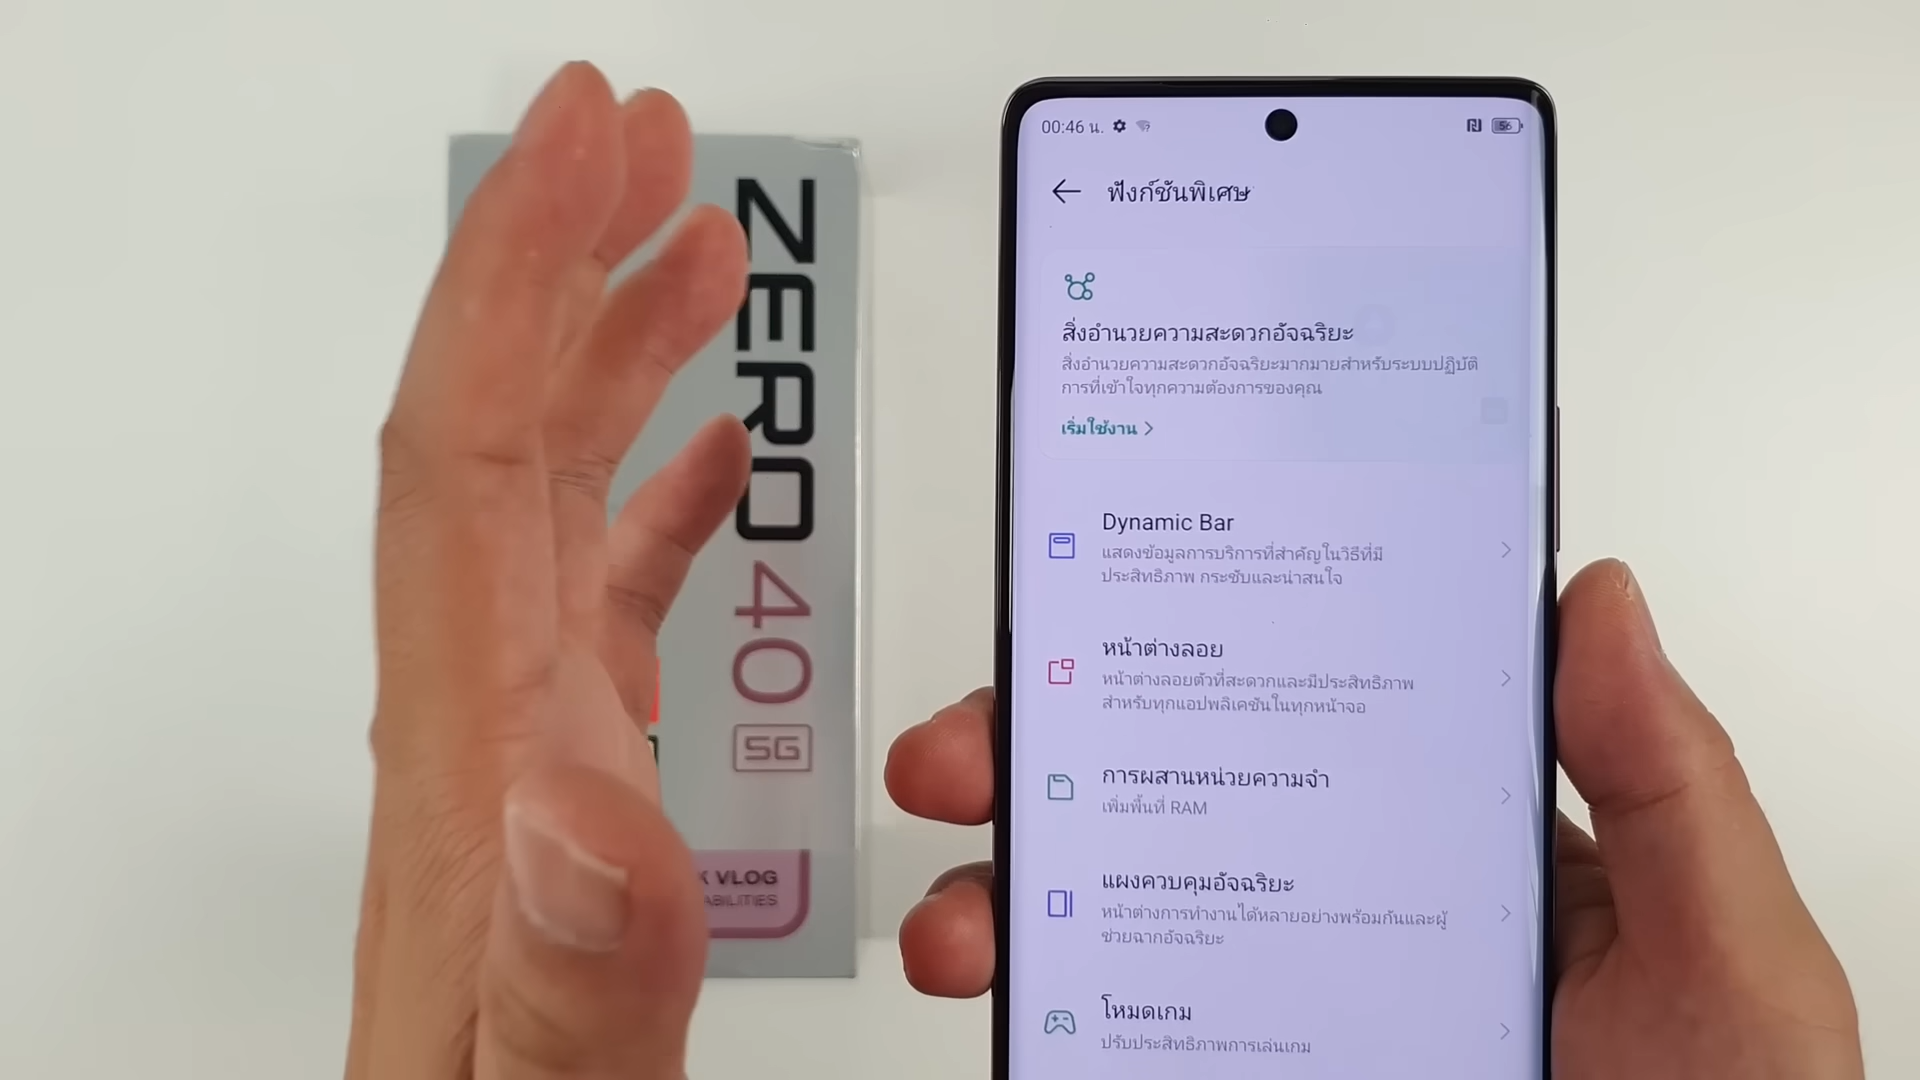 ZERO 40
5G
K VLOG
ABILITIES
00:46 น.
56
ฟังก์ชันพิเศษ
สิ่งอำนวยความสะดวกอัจฉริยะ
สิ่งอำนวยความสะดวกอัจฉริยะมากมายสำหรับระบบปฏิบัติ
การที่เข้าใจทุกความต้องการของคุณ
เริ่มใช้งาน
Dynamic Bar
แสดงข้อมูลการบริการที่สำคัญในวิธีที่มี
ประสิทธิภาพ กระชับและน่าสนใจ
หน้าต่างลอย
หน้าต่างลอยตัวที่สะดวกและมีประสิทธิภาพ
สำหรับทุกแอปพลิเคชันในทุกหน้าจอ
การผสานหน่วยความจำ
เพิ่มพื้นที่ RAM
แผงควบคุมอัจฉริยะ
หน้าต่างการทำงานได้หลายอย่างพร้อมกันและผู้
ช่วยฉากอัจฉริยะ
โหมดเกม
ปรับประสิทธิภาพการเล่นเกม